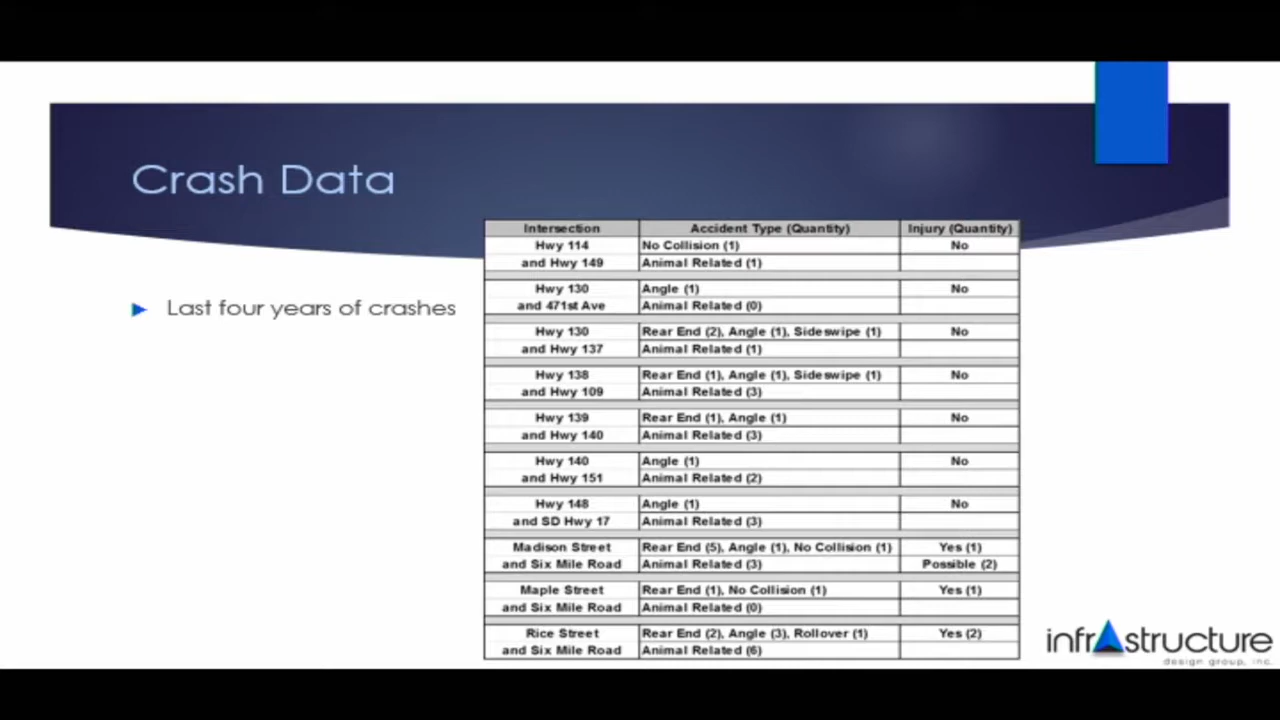 Crash Data
Last four years of crashes
Intersection Accident Type (Quantity) Injury (Quantity)
Hwy 114 No Collision (1) No
and Hwy 149 Animal Related (1)
Hwy 130 Angle (1) No
and 471st Ave Animal Related (0)
Hwy 130 Rear End (2), Angle (1), Sideswipe (1) No
and Hwy 137 Animal Related (1)
Hwy 138 Rear End (1), Angle (1), Sideswipe (1) No
and Hwy 109 Animal Related (3)
Hwy 139 Rear End (1), Angle (1) No
and Hwy 140 Animal Related (3)
Hwy 140 Angle (1) No
and Hwy 151 Animal Related (2)
Hwy 148 Angle (1) No
and SD Hwy 17 Animal Related (3)
Madison Street Rear End (5), Angle (1), No Collision (1) Yes (1)
and Six Mile Road Animal Related (3) Possible (2)
Maple Street Rear End (1), No Collision (1) Yes (1)
and Six Mile Road Animal Related (0)
Rice Street Rear End (2), Angle (3), Rollover (1) Yes (2)
and Six Mile Road Animal Related (6)
infrastructure
design group, inc.